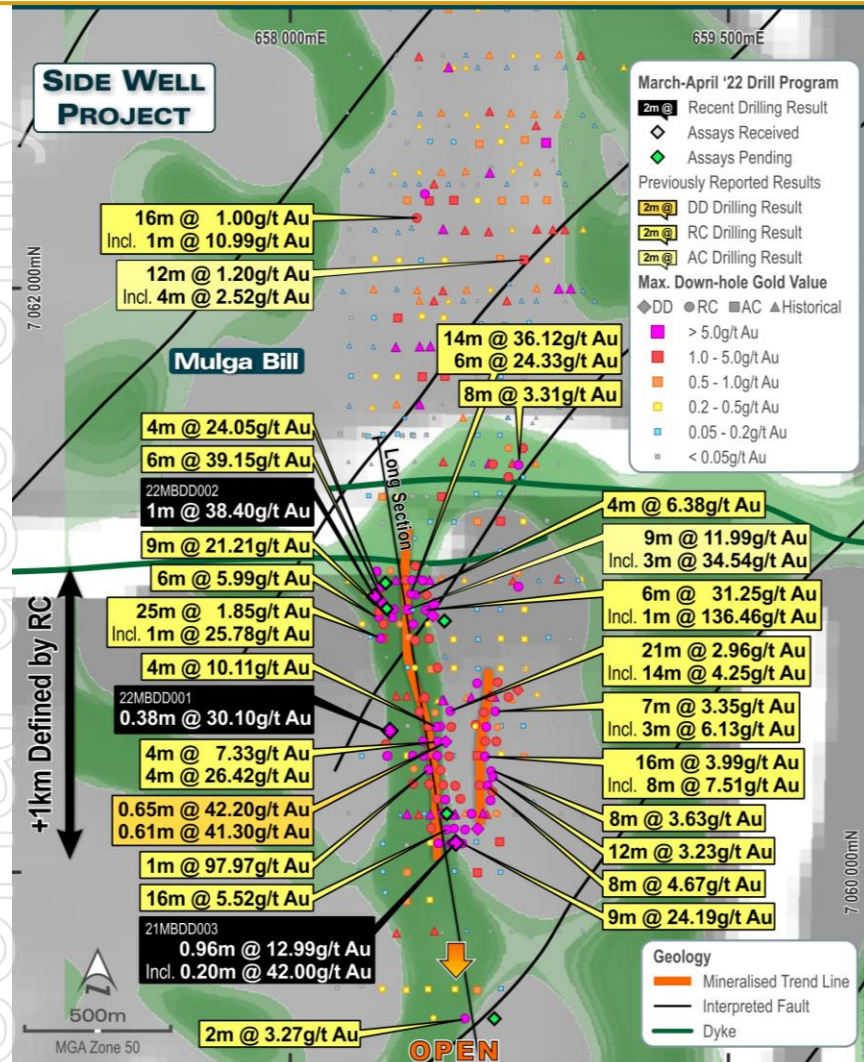 658 000mE
659 500mE
SIDE WELL
PROJECT
March-April '22 Drill Program
2m @ Recent Drilling Result
Assays Received
Assays Pending
Previously Reported Results
2m @ DD Drilling Result
2m @ RC Drilling Result
2m @ AC Drilling Result
Max. Down-hole Gold Value
DD RC AC Historical
> 5.0g/t Au
1.0 - 5.0g/t Au
0.5 - 1.0g/t Au
0.2 - 0.5g/t Au
0.05 - 0.2g/t Au
< 0.05g/t Au
16m @ 1.00g/t Au
Incl. 1m @ 10.99g/t Au
12m @ 1.20g/t Au
Incl. 4m @ 2.52g/t Au
7 062 000mN
Mulga Bill
14m @ 36.12g/t Au
6m @ 24.33g/t Au
8m @ 3.31g/t Au
Long Section
4m @ 24.05g/t Au
6m @ 39.15g/t Au
22MBDD002
1m @ 38.40g/t Au
9m @ 21.21g/t Au
6m @ 5.99g/t Au
25m @ 1.85g/t Au
Incl. 1m @ 25.78g/t Au
4m @ 10.11g/t Au
22MBDD001
0.38m @ 30.10g/t Au
4m @ 7.33g/t Au
4m @ 26.42g/t Au
0.65m @ 42.20g/t Au
0.61m @ 41.30g/t Au
1m @ 97.97g/t Au
16m @ 5.52g/t Au
21MBDD003
0.96m @ 12.99g/t Au
Incl. 0.20m @ 42.00g/t Au
2m @ 3.27g/t Au
+1km Defined by RC
4m @ 6.38g/t Au
9m @ 11.99g/t Au
Incl. 3m @ 34.54g/t Au
6m @ 31.25g/t Au
Incl. 1m @ 136.46g/t Au
21m @ 2.96g/t Au
Incl. 14m @ 4.25g/t Au
7m @ 3.35g/t Au
Incl. 3m @ 6.13g/t Au
16m @ 3.99g/t Au
Incl. 8m @ 7.51g/t Au
8m @ 3.63g/t Au
12m @ 3.23g/t Au
8m @ 4.67g/t Au
9m @ 24.19g/t Au
7 060 000mN
Geology
Mineralised Trend Line
Interpreted Fault
Dyke
OPEN
500m
MGA Zone 50